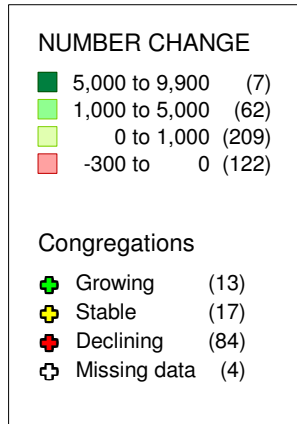 NUMBER CHANGE
5,000 to 9,900 (7)
1,000 to 5,000 (62)
0 to 1,000 (209)
-300 to 0 (122)
Congregations
Growing (13)
Stable (17)
Declining (84)
Missing data (4)